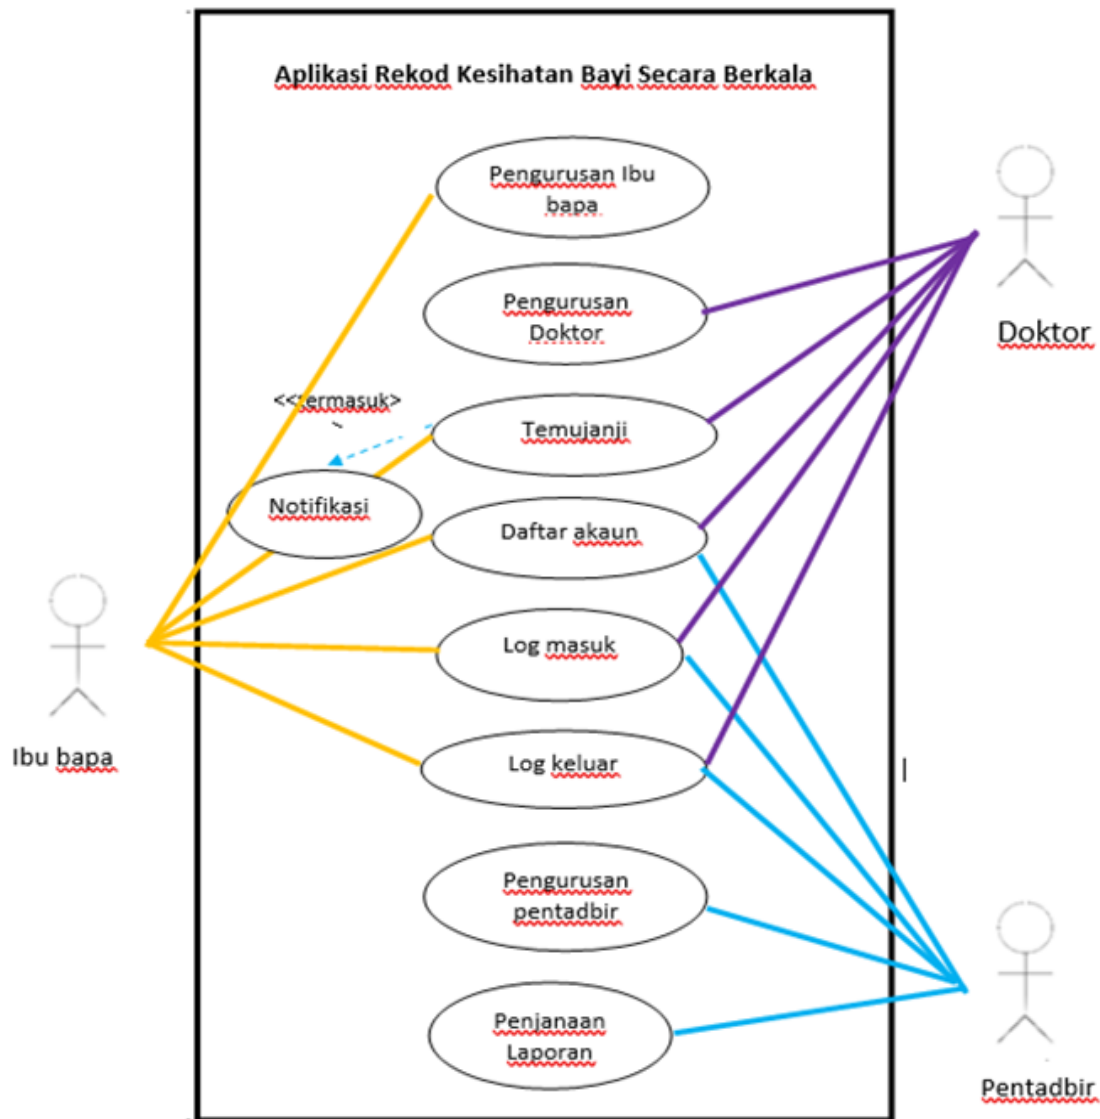 Aplikasi Rekod Kesihatan Bayi Secara Berkala
Pengurusan Ibu
bapa
Pengurusan
Doktor
Doktor
<<termasuk>
Temujanji
Notifikasi
Daftar akaun
Log masuk
Ibu bapa
Log keluar
Pengurusan
pentadbir
Penjanaan
Laporan
Pentadbir